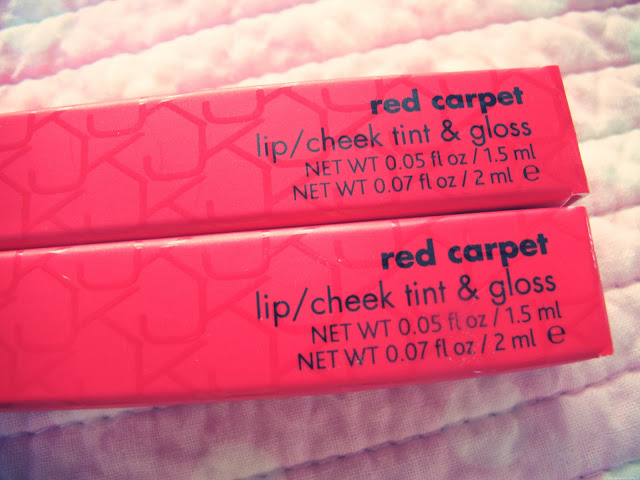 red carpet
lip/cheek tint & gloss
NET WT 0.05 fl oz / 1.5 ml
NET WT 0.07 fl oz / 2 ml ℮
red carpet
lip/cheek tint & gloss
NET WT 0.05 fl oz / 1.5 ml
NET WT 0.07 fl oz / 2 ml ℮